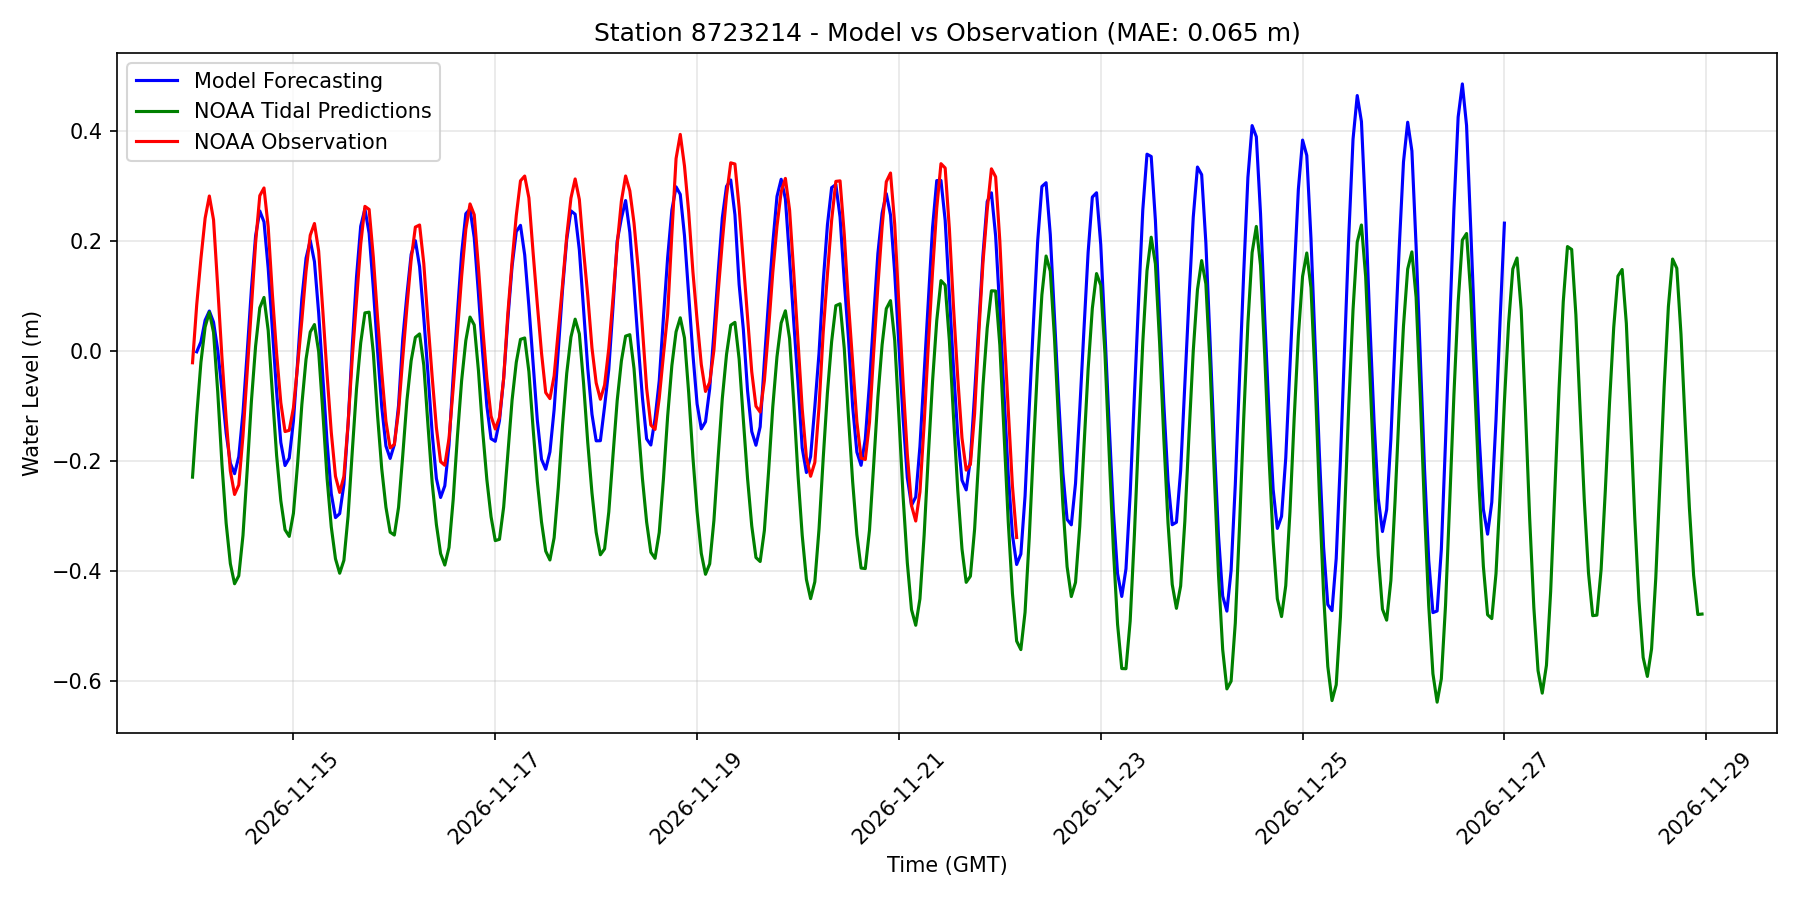 Station 8723214 - Model vs Observation (MAE: 0.065 m)
Model Forecasting
NOAA Tidal Predictions
NOAA Observation
Water Level (m)
0.4
0.2
0.0
−0.2
−0.4
−0.6
2026-11-15
2026-11-17
2026-11-19
2026-11-21
2026-11-23
2026-11-25
2026-11-27
2026-11-29
Time (GMT)